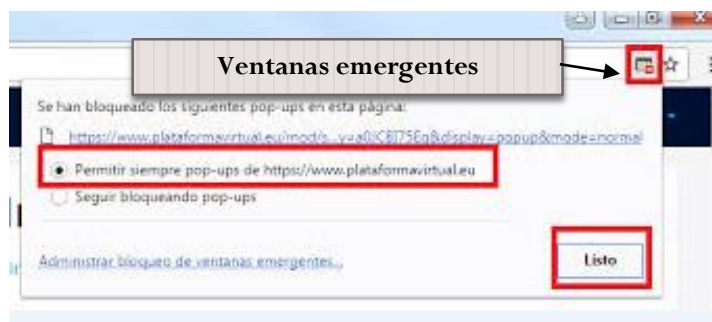 Ventanas emergentes
Se han bloqueado los siguientes pop-ups en esta página:
Permitir siempre pop-ups de https://www.plataformavirtual.eu
Seguir bloqueando pop-ups
Administrar bloqueo de ventanas emergentes...
Listo